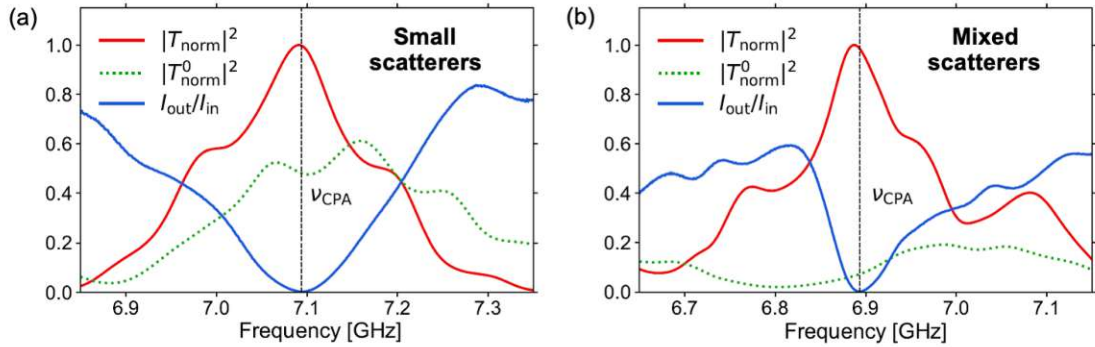 (a)
|T_norm|²
|T⁰_norm|²
I_out/I_in
Small
scatterers
ν_CPA
1.0
0.8
0.6
0.4
0.2
0.0
6.9 7.0 7.1 7.2 7.3
Frequency [GHz]
(b)
|T_norm|²
|T⁰_norm|²
I_out/I_in
Mixed
scatterers
ν_CPA
1.0
0.8
0.6
0.4
0.2
0.0
6.7 6.8 6.9 7.0 7.1
Frequency [GHz]